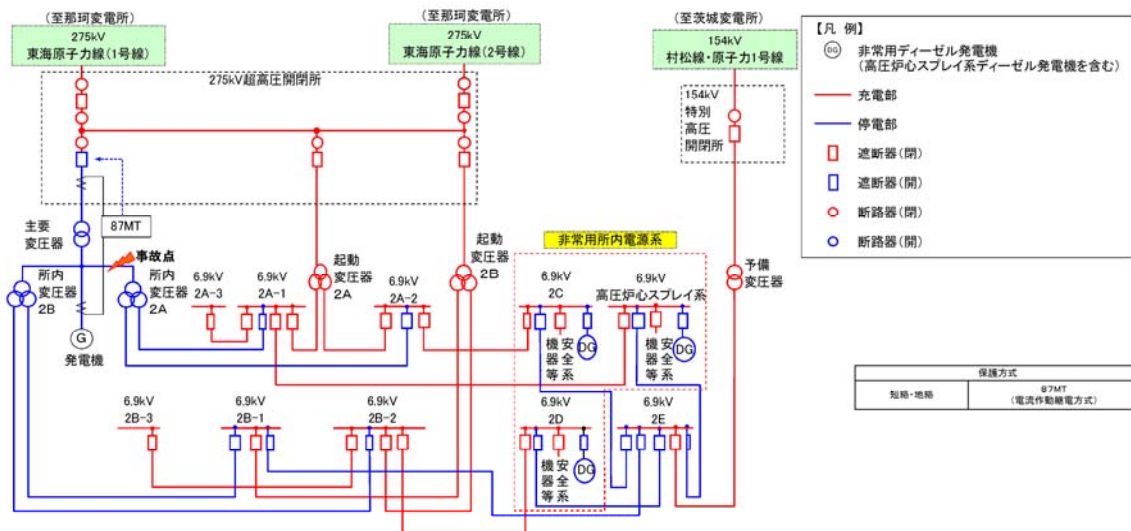 (至那珂変電所)
275kV
東海原子力線(1号線)
(至那珂変電所)
275kV
東海原子力線(2号線)
(至茨城変電所)
154kV
村松線・原子力1号線
275kV超高圧開閉所
154kV
特別
高圧
開閉所
【凡 例】
DG
非常用ディーゼル発電機
(高圧炉心スプレイ系ディーゼル発電機を含む)
充電部
停電部
遮断器(閉)
遮断器(開)
断路器(閉)
断路器(開)
87MT
主要
変圧器
事故点
所内
変圧器
2B
所内
変圧器
2A
G
発電機
6.9kV
2A-3
6.9kV
2A-1
起動
変圧器
2A
6.9kV
2A-2
起動
変圧器
2B
非常用所内電源系
6.9kV
2C
安全系
機器等
DG
6.9kV
高圧炉心スプレイ系
安全系
機器等
DG
予備
変圧器
6.9kV
2B-3
6.9kV
2B-1
6.9kV
2B-2
6.9kV
2D
安全系
機器等
DG
6.9kV
2E
保護方式
短絡・地絡
87MT
(電流作動継電方式)